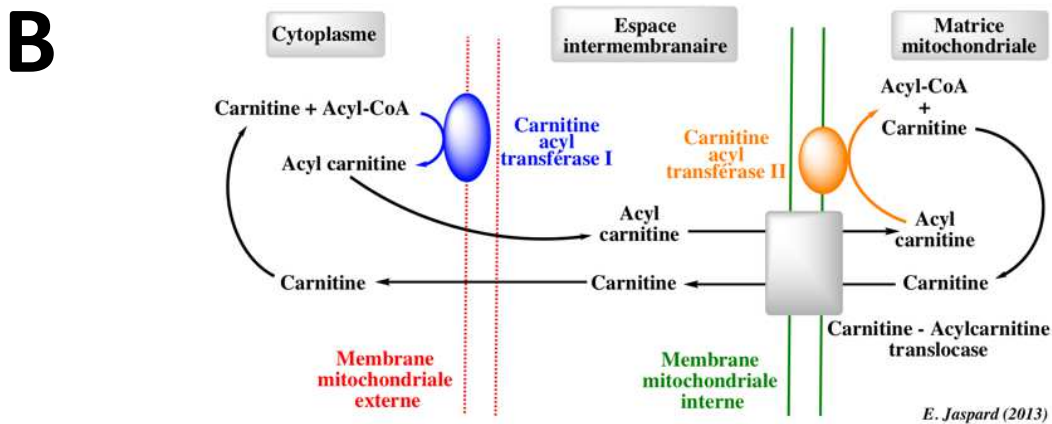 B
Cytoplasme
Espace
intermembranaire
Matrice
mitochondriale
Carnitine + Acyl-CoA
Acyl carnitine
Carnitine
acyl
transférase I
Carnitine
acyl
transférase II
Acyl-CoA
+
Carnitine
Acyl
carnitine
Acyl
carnitine
Carnitine
Carnitine
Carnitine
Carnitine - Acylcarnitine
translocase
Membrane
mitochondriale
externe
Membrane
mitochondriale
interne
E. Jaspard (2013)